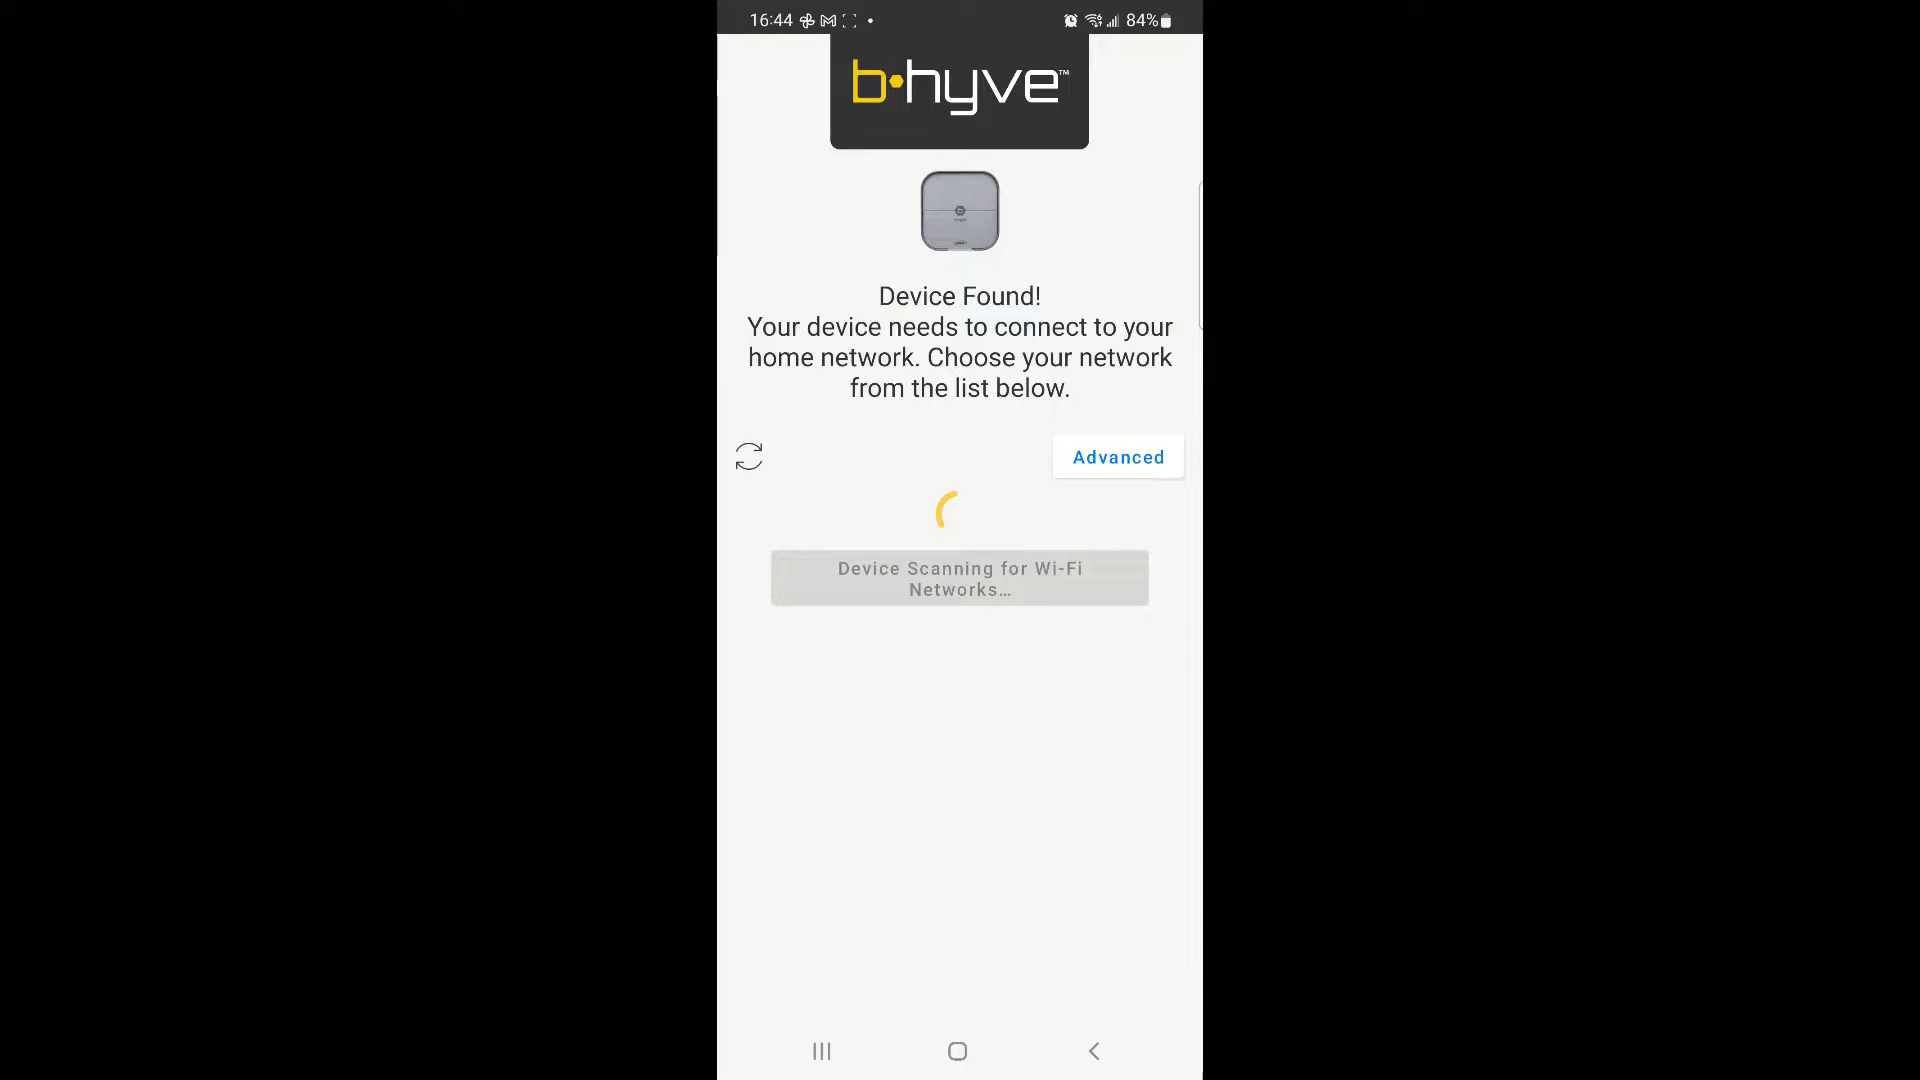 16:44 84%
b•hyve™
Device Found!
Your device needs to connect to your
home network. Choose your network
from the list below.
Advanced
Device Scanning for Wi-Fi
Networks…